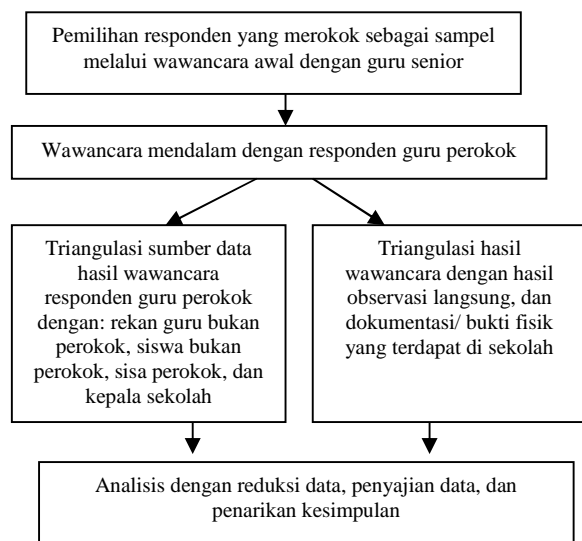 Pemilihan responden yang merokok sebagai sampel
melalui wawancara awal dengan guru senior
Wawancara mendalam dengan responden guru perokok
Triangulasi sumber data
hasil wawancara
responden guru perokok
dengan: rekan guru bukan
perokok, siswa bukan
perokok, sisa perokok, dan
kepala sekolah
Triangulasi hasil
wawancara dengan hasil
observasi langsung, dan
dokumentasi/ bukti fisik
yang terdapat di sekolah
Analisis dengan reduksi data, penyajian data, dan
penarikan kesimpulan